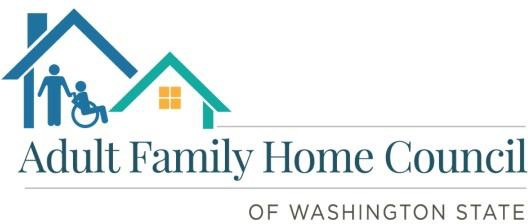 Adult Family Home Council
OF WASHINGTON STATE